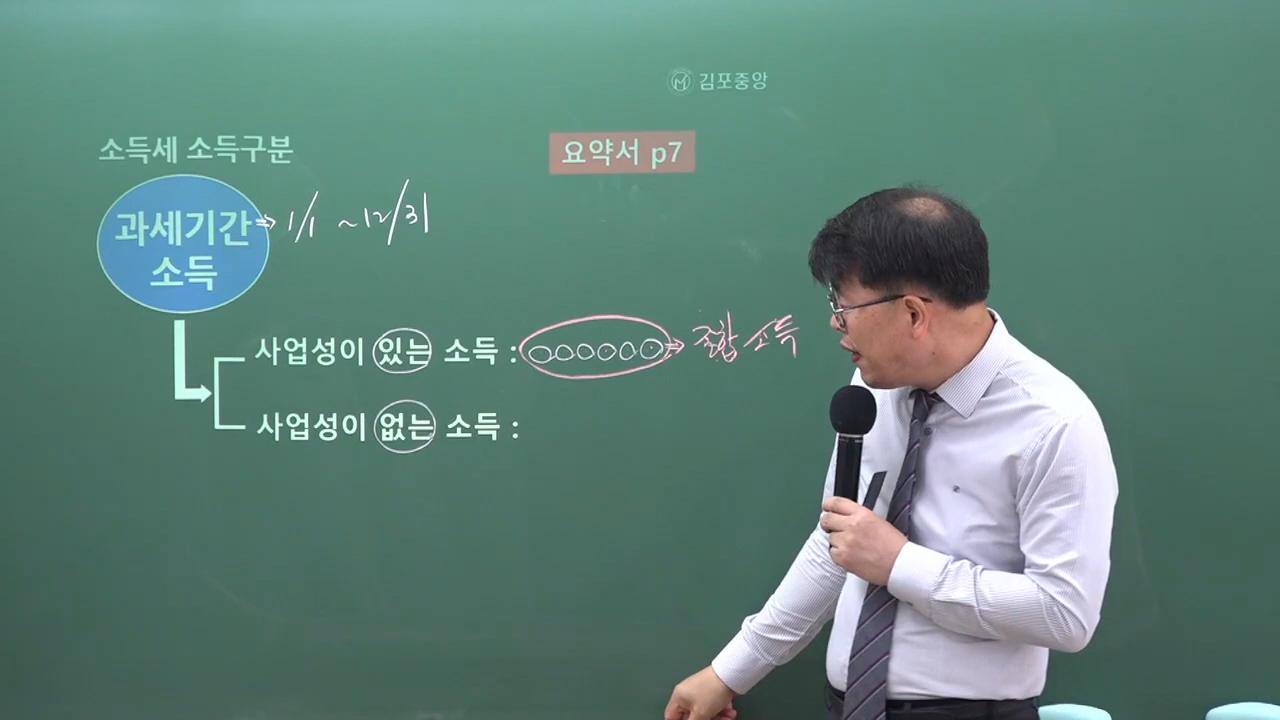 김포중앙
소득세 소득구분
요약서 p7
과세기간
소득
⇒ 1/1 ~12/31
사업성이 있는 소득 : ○○○○○○ ⇒ 종합소득
사업성이 없는 소득 :